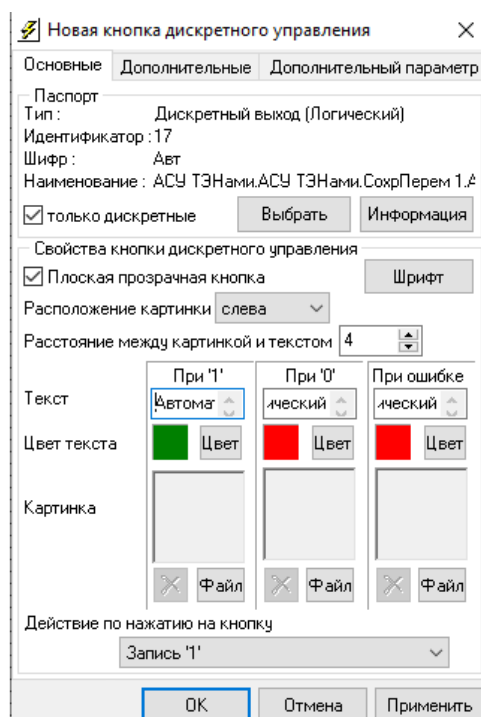 Новая кнопка дискретного управления
Основные Дополнительные Дополнительный параметр
Паспорт
Тип : Дискретный выход (Логический)
Идентификатор : 17
Шифр : Авт
Наименование : АСУ ТЭНами.АСУ ТЭНами.СохрПерем 1.А
только дискретные Выбрать Информация
Свойства кнопки дискретного управления
Плоская прозрачная кнопка Шрифт
Расположение картинки слева
Расстояние между картинкой и текстом 4
При '1' При '0' При ошибке
Текст Автомат ический ический
Цвет текста Цвет Цвет Цвет
Картинка
Файл Файл Файл
Действие по нажатию на кнопку
Запись '1'
OK Отмена Применить